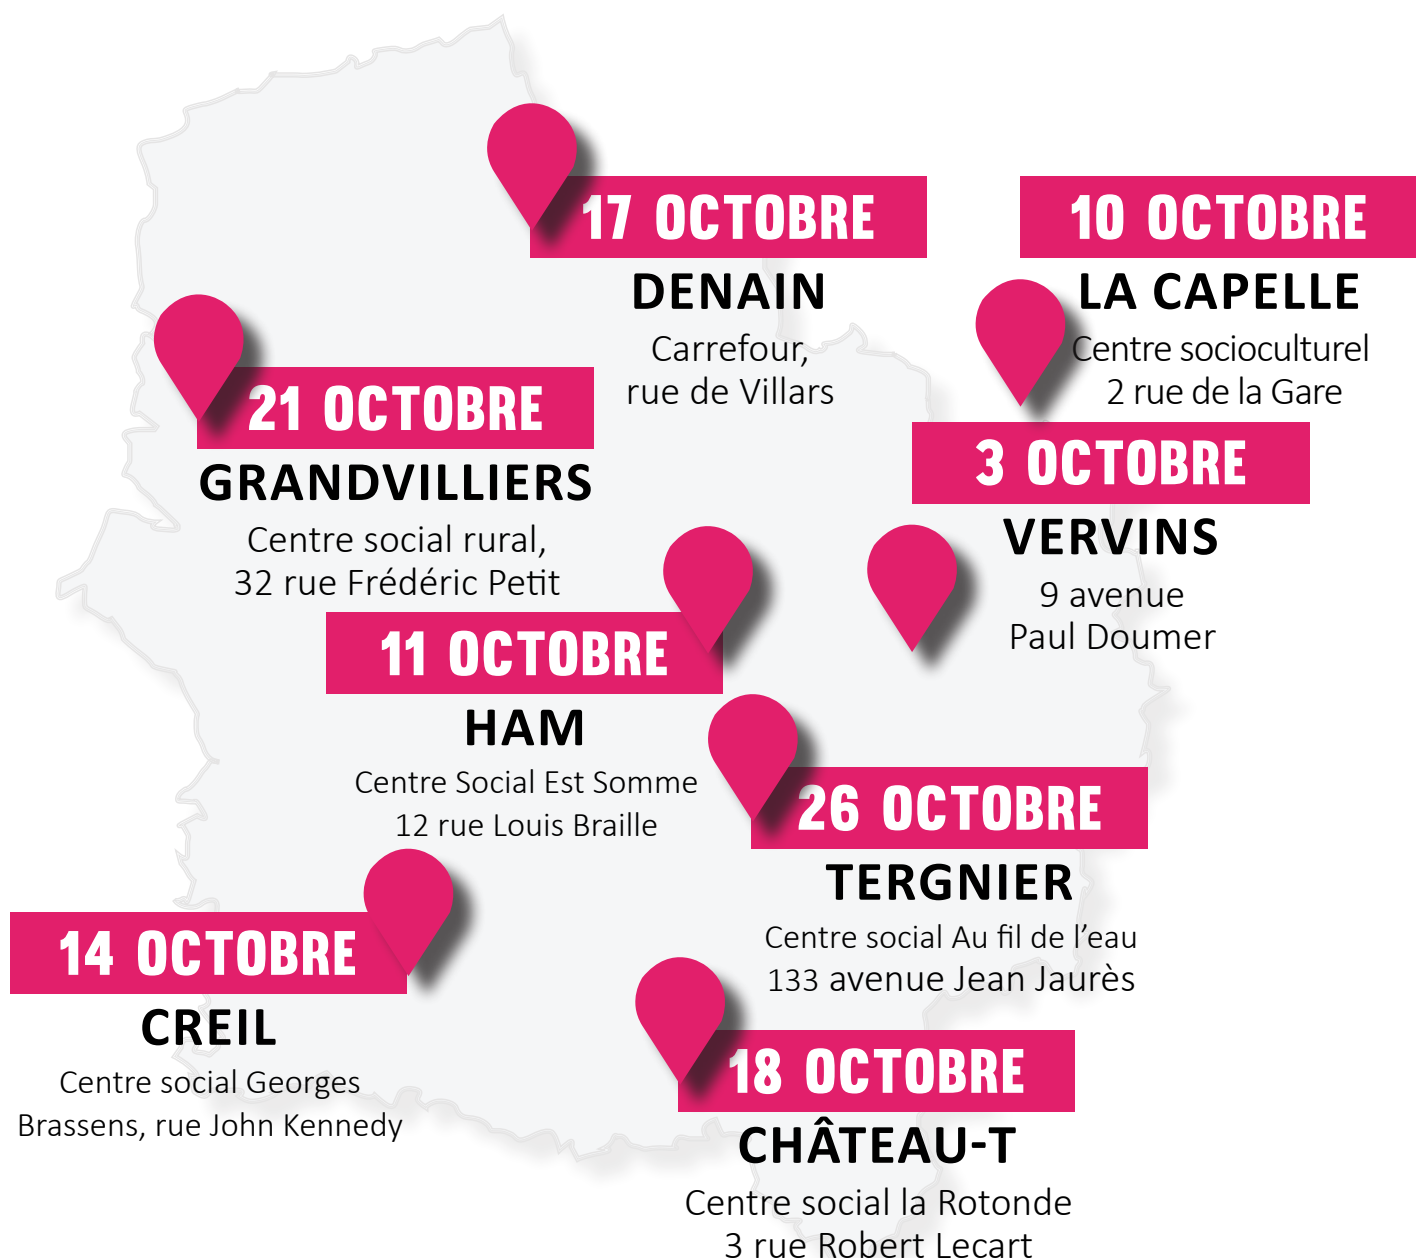 17 OCTOBRE
DENAIN
Carrefour,
rue de Villars
10 OCTOBRE
LA CAPELLE
Centre socioculturel
2 rue de la Gare
21 OCTOBRE
GRANDVILLIERS
Centre social rural,
32 rue Frédéric Petit
3 OCTOBRE
VERVINS
9 avenue
Paul Doumer
11 OCTOBRE
HAM
Centre Social Est Somme
12 rue Louis Braille
26 OCTOBRE
TERGNIER
Centre social Au fil de l’eau
133 avenue Jean Jaurès
14 OCTOBRE
CREIL
Centre social Georges
Brassens, rue John Kennedy
18 OCTOBRE
CHÂTEAU-T
Centre social la Rotonde
3 rue Robert Lecart